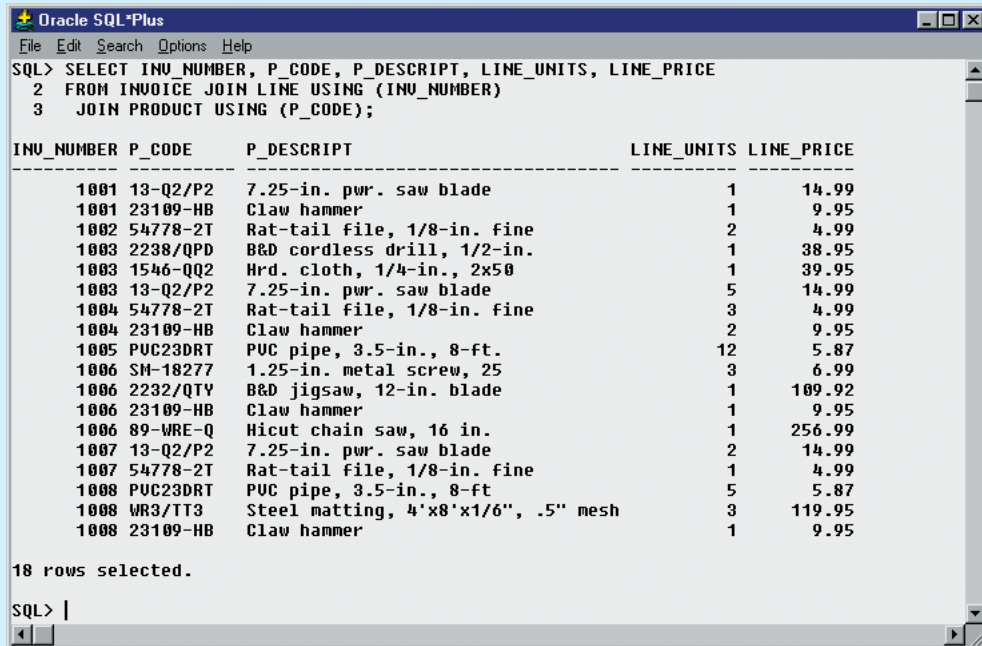 Oracle SQL*Plus
File Edit Search Options Help
SQL> SELECT INV_NUMBER, P_CODE, P_DESCRIPT, LINE_UNITS, LINE_PRICE
  2  FROM INVOICE JOIN LINE USING (INV_NUMBER)
  3   JOIN PRODUCT USING (P_CODE);
INV_NUMBER P_CODE     P_DESCRIPT                          LINE_UNITS LINE_PRICE
---------- ---------- ----------------------------------- ---------- ----------
      1001 13-Q2/P2   7.25-in. pwr. saw blade                      1      14.99
      1001 23109-HB   Claw hammer                                  1       9.95
      1002 54778-2T   Rat-tail file, 1/8-in. fine                  2       4.99
      1003 2238/QPD   B&D cordless drill, 1/2-in.                  1      38.95
      1003 1546-QQ2   Hrd. cloth, 1/4-in., 2x50                    1      39.95
      1003 13-Q2/P2   7.25-in. pwr. saw blade                      5      14.99
      1004 54778-2T   Rat-tail file, 1/8-in. fine                  3       4.99
      1004 23109-HB   Claw hammer                                  2       9.95
      1005 PVC23DRT   PVC pipe, 3.5-in., 8-ft.                    12       5.87
      1006 SM-18277   1.25-in. metal screw, 25                     3       6.99
      1006 2232/QTY   B&D jigsaw, 12-in. blade                     1     109.92
      1006 23109-HB   Claw hammer                                  1       9.95
      1006 89-WRE-Q   Hicut chain saw, 16 in.                      1     256.99
      1007 13-Q2/P2   7.25-in. pwr. saw blade                      2      14.99
      1007 54778-2T   Rat-tail file, 1/8-in. fine                  1       4.99
      1008 PVC23DRT   PVC pipe, 3.5-in., 8-ft                      5       5.87
      1008 WR3/TT3    Steel matting, 4'x8'x1/6", .5" mesh          3     119.95
      1008 23109-HB   Claw hammer                                  1       9.95
18 rows selected.
SQL>